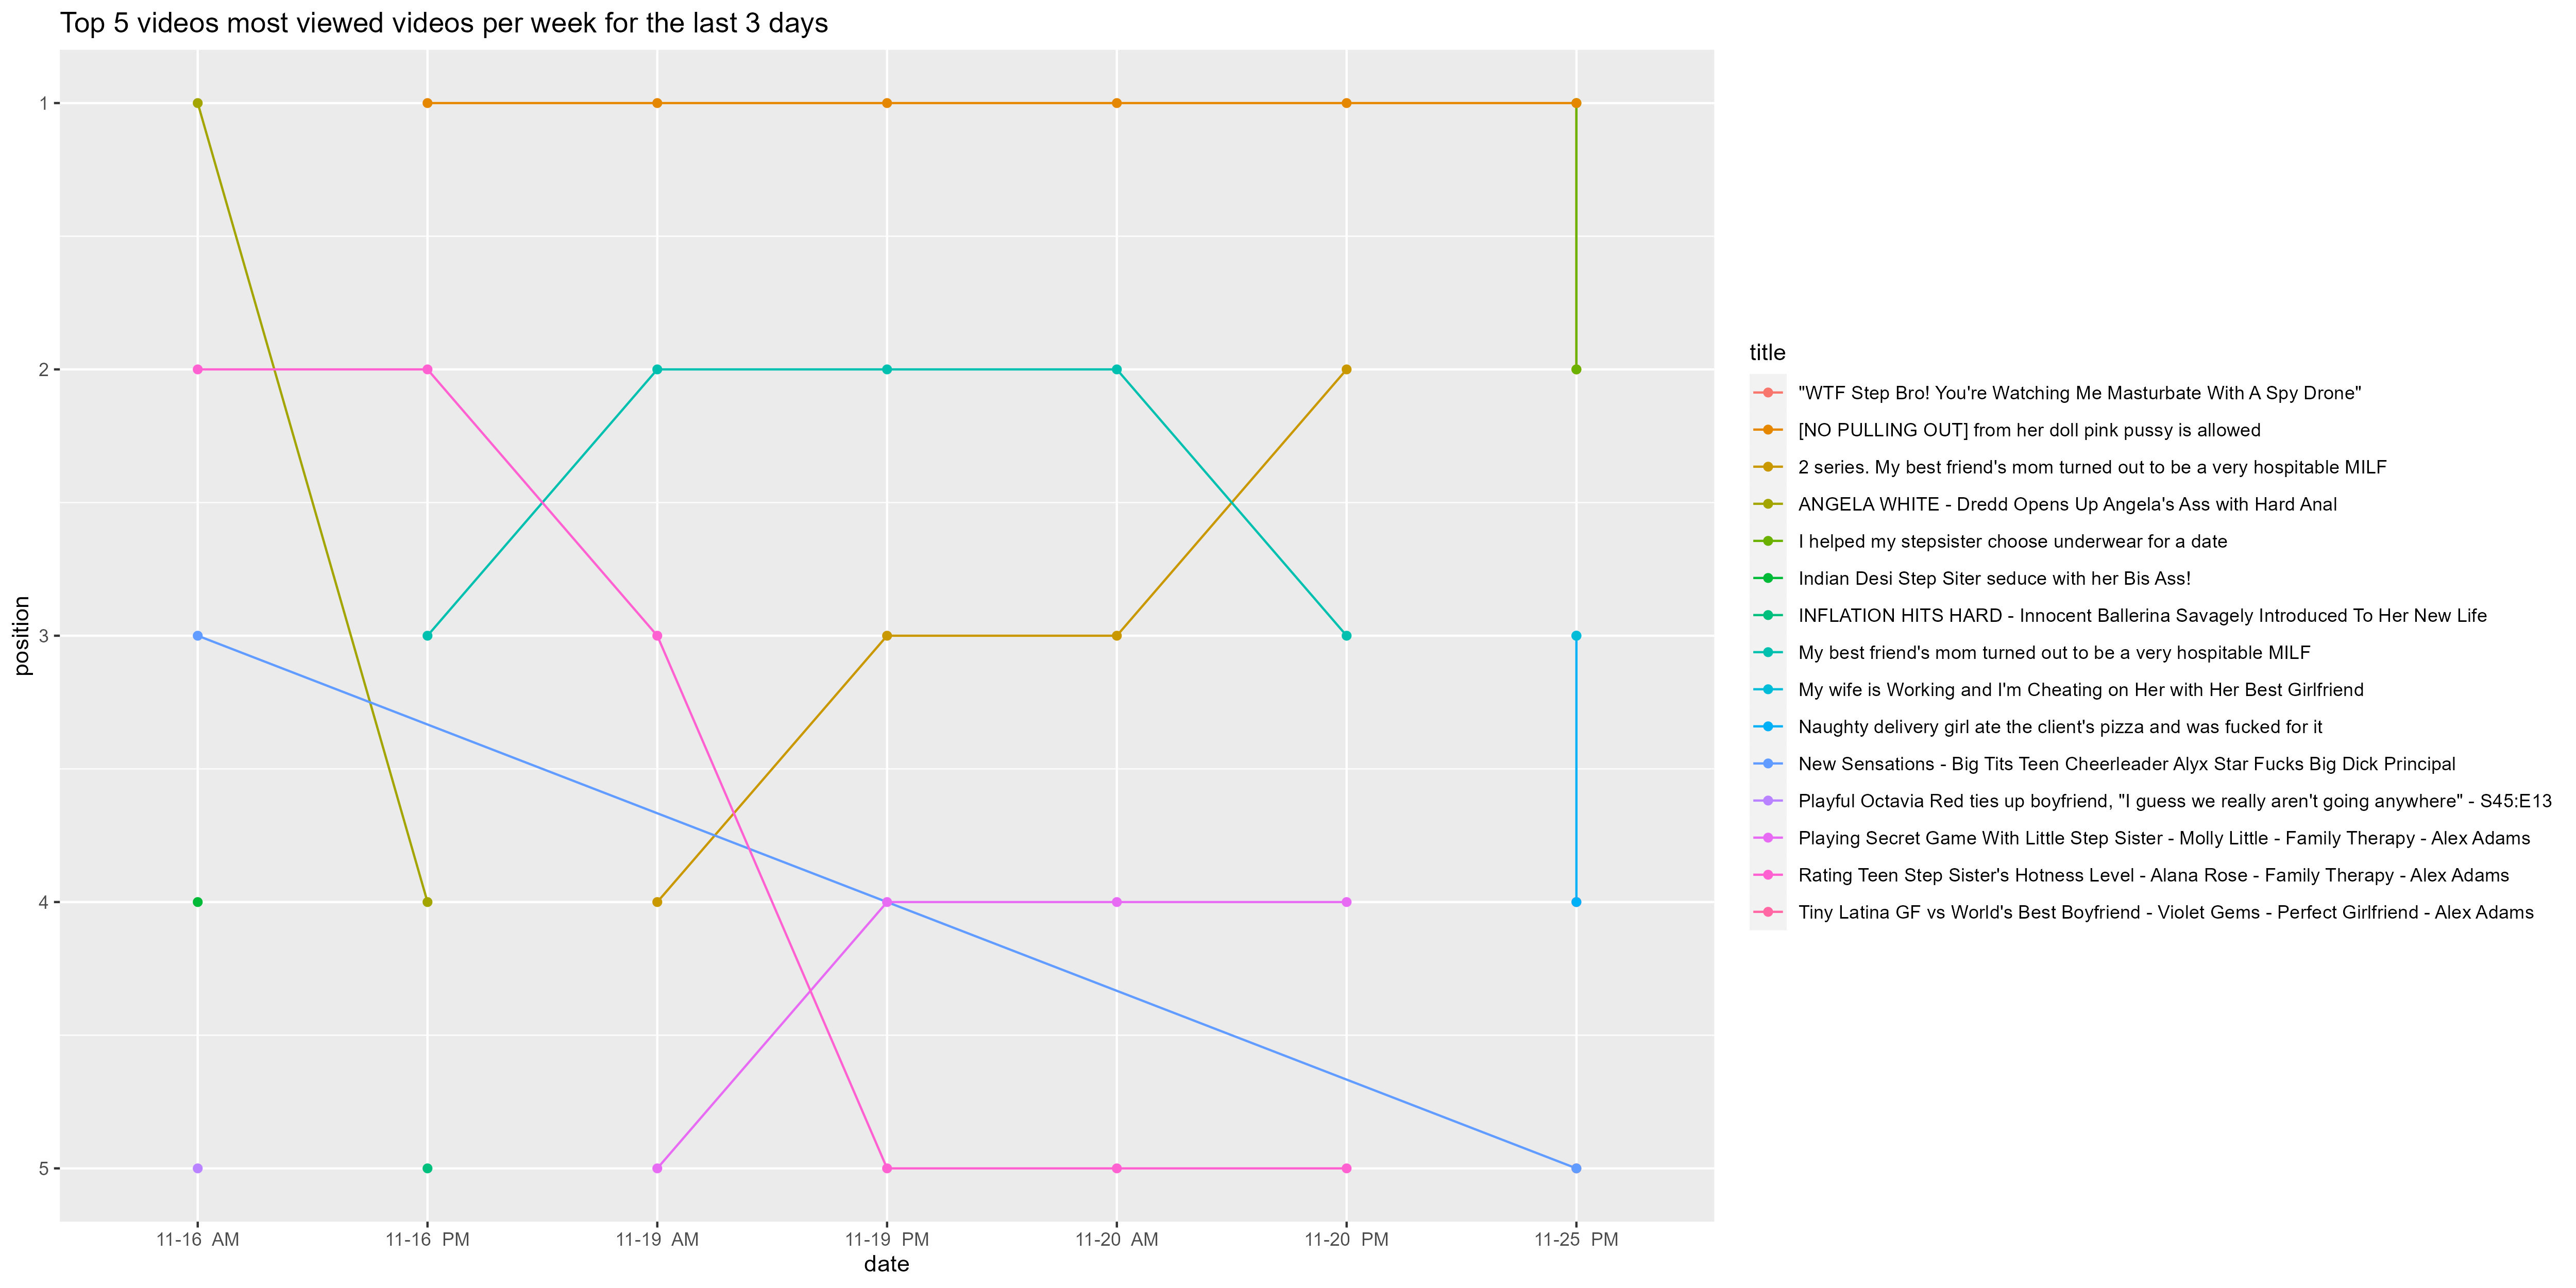 Top 5 videos most viewed videos per week for the last 3 days
position
1
2
3
4
5
11-16 AM
11-16 PM
11-19 AM
11-19 PM
11-20 AM
11-20 PM
11-25 PM
date
title
"WTF Step Bro! You're Watching Me Masturbate With A Spy Drone"
[NO PULLING OUT] from her doll pink pussy is allowed
2 series. My best friend's mom turned out to be a very hospitable MILF
ANGELA WHITE - Dredd Opens Up Angela's Ass with Hard Anal
I helped my stepsister choose underwear for a date
Indian Desi Step Siter seduce with her Bis Ass!
INFLATION HITS HARD - Innocent Ballerina Savagely Introduced To Her New Life
My best friend's mom turned out to be a very hospitable MILF
My wife is Working and I'm Cheating on Her with Her Best Girlfriend
Naughty delivery girl ate the client's pizza and was fucked for it
New Sensations - Big Tits Teen Cheerleader Alyx Star Fucks Big Dick Principal
Playful Octavia Red ties up boyfriend, "I guess we really aren't going anywhere" - S45:E13
Playing Secret Game With Little Step Sister - Molly Little - Family Therapy - Alex Adams
Rating Teen Step Sister's Hotness Level - Alana Rose - Family Therapy - Alex Adams
Tiny Latina GF vs World's Best Boyfriend - Violet Gems - Perfect Girlfriend - Alex Adams